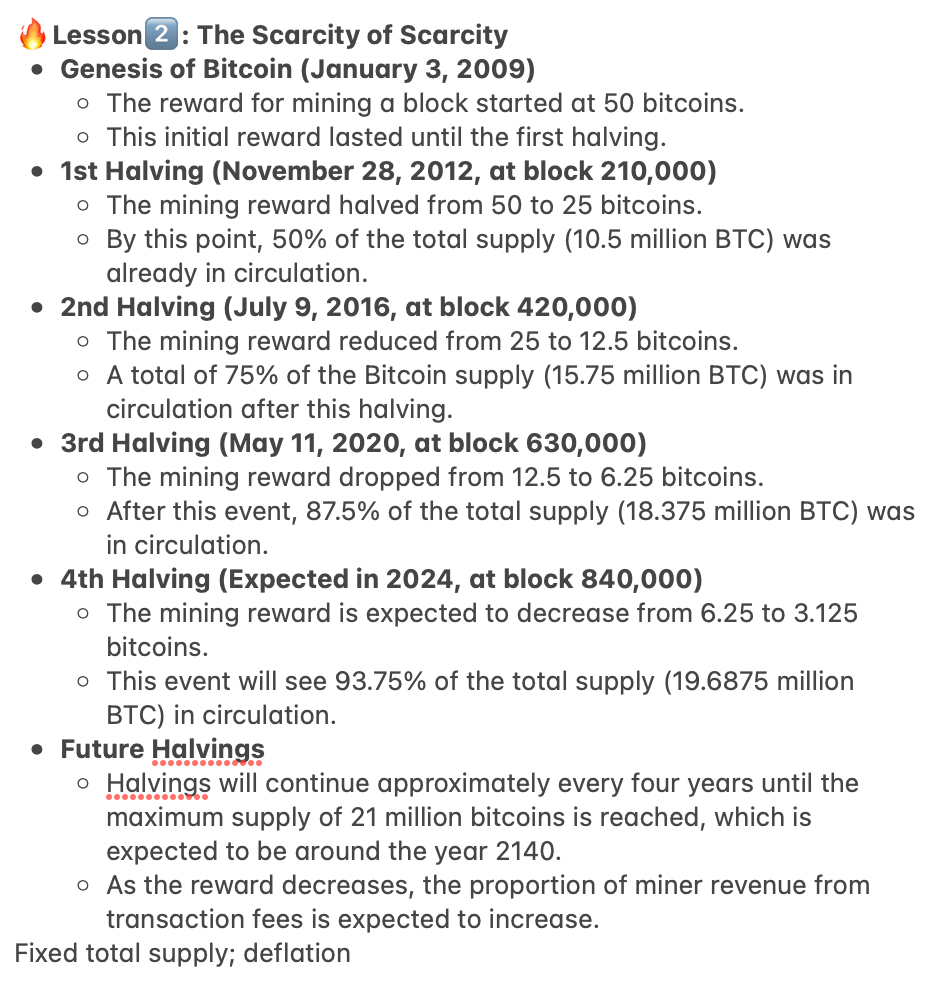 🔥 Lesson2️⃣: The Scarcity of Scarcity
• Genesis of Bitcoin (January 3, 2009)
○ The reward for mining a block started at 50 bitcoins.
○ This initial reward lasted until the first halving.
• 1st Halving (November 28, 2012, at block 210,000)
○ The mining reward halved from 50 to 25 bitcoins.
○ By this point, 50% of the total supply (10.5 million BTC) was
already in circulation.
• 2nd Halving (July 9, 2016, at block 420,000)
○ The mining reward reduced from 25 to 12.5 bitcoins.
○ A total of 75% of the Bitcoin supply (15.75 million BTC) was in
circulation after this halving.
• 3rd Halving (May 11, 2020, at block 630,000)
○ The mining reward dropped from 12.5 to 6.25 bitcoins.
○ After this event, 87.5% of the total supply (18.375 million BTC) was
in circulation.
• 4th Halving (Expected in 2024, at block 840,000)
○ The mining reward is expected to decrease from 6.25 to 3.125
bitcoins.
○ This event will see 93.75% of the total supply (19.6875 million
BTC) in circulation.
• Future Halvings
○ Halvings will continue approximately every four years until the
maximum supply of 21 million bitcoins is reached, which is
expected to be around the year 2140.
○ As the reward decreases, the proportion of miner revenue from
transaction fees is expected to increase.
Fixed total supply; deflation